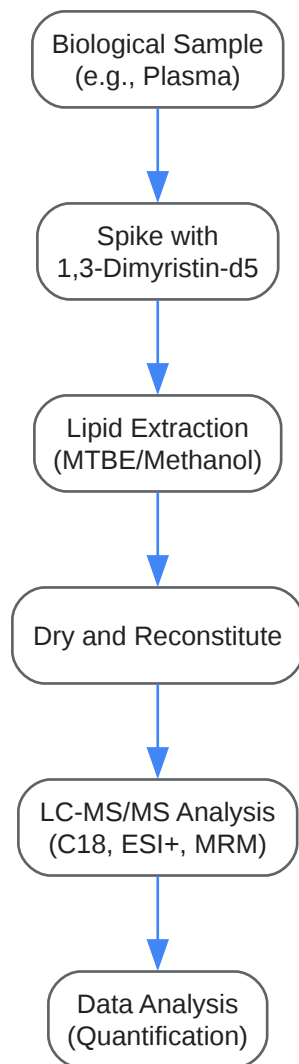 Biological Sample
(e.g., Plasma)
Spike with
1,3-Dimyristin-d5
Lipid Extraction
(MTBE/Methanol)
Dry and Reconstitute
LC-MS/MS Analysis
(C18, ESI+, MRM)
Data Analysis
(Quantification)